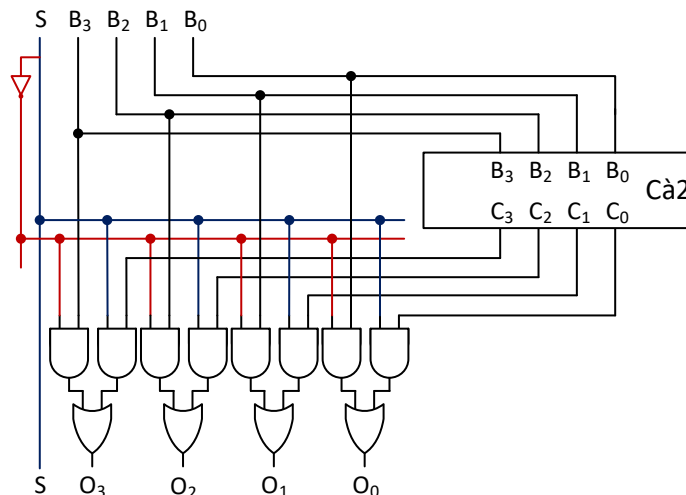 S B₃ B₂ B₁ B₀
B₃ B₂ B₁ B₀
Cà2
C₃ C₂ C₁ C₀
S O₃ O₂ O₁ O₀